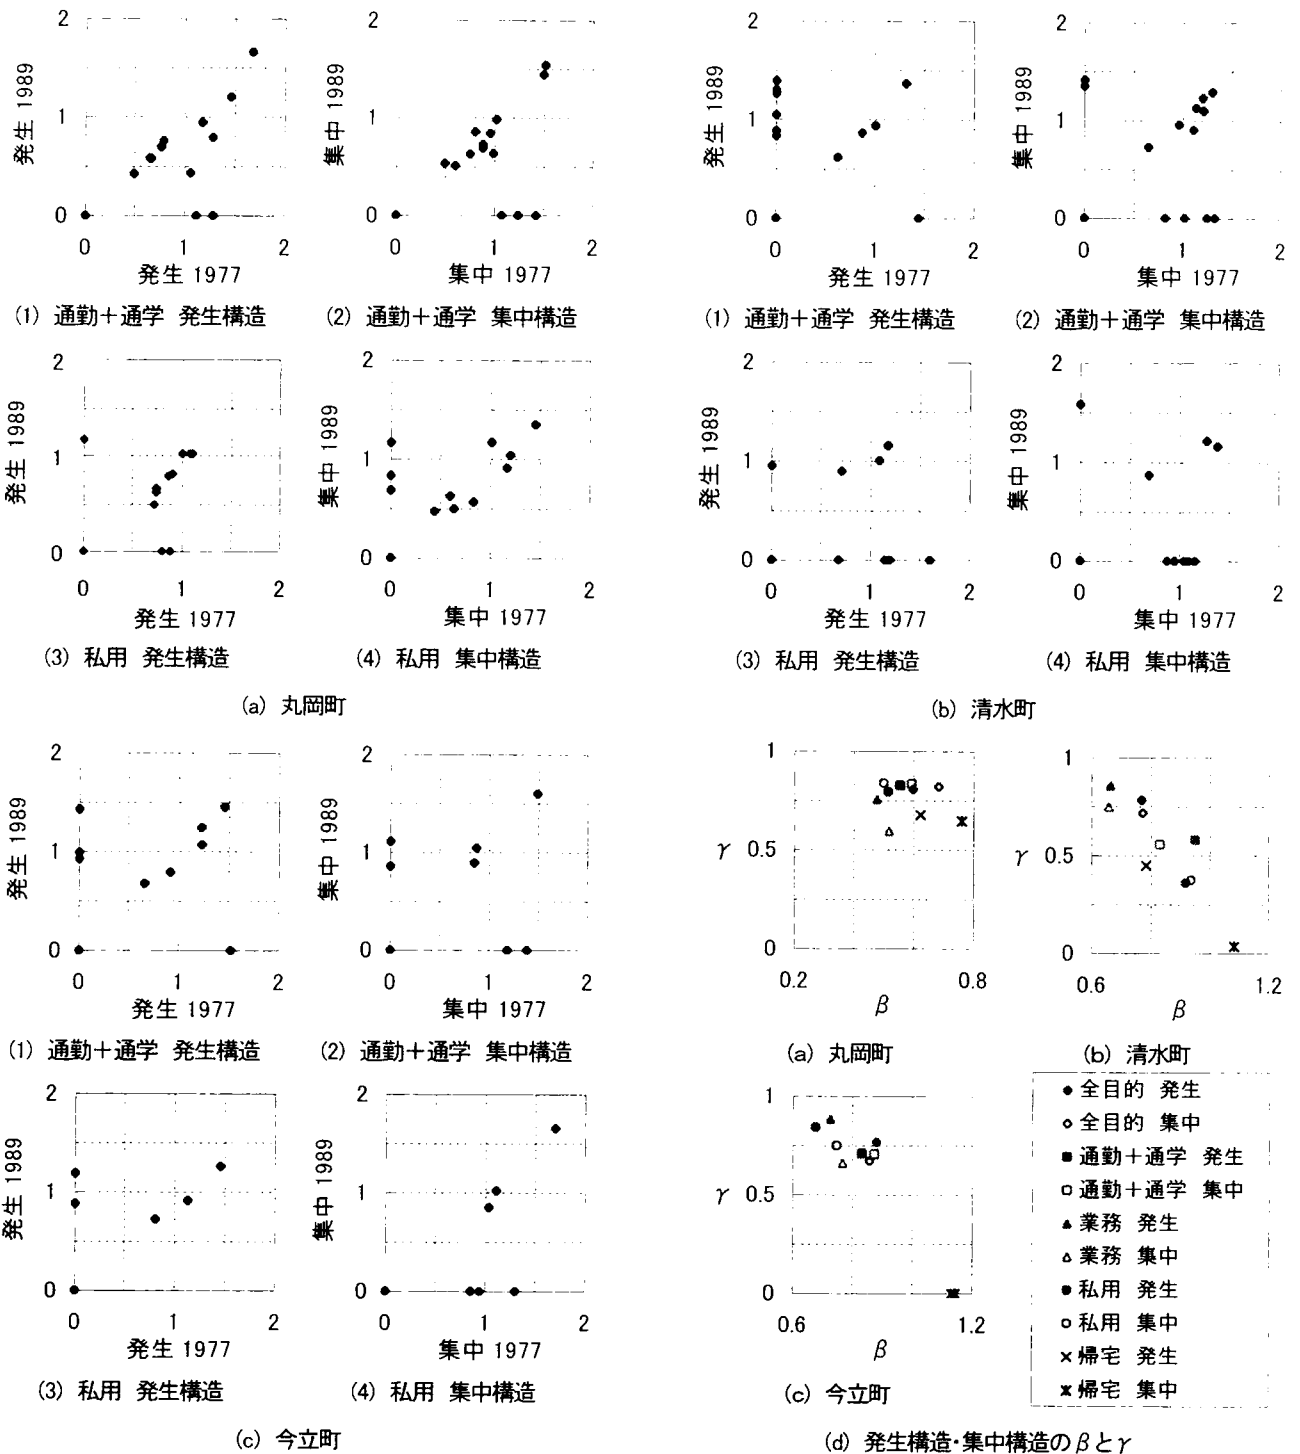 2
1
0
発生 1989
0 1 2
発生 1977
(1) 通勤＋通学 発生構造
2
1
0
集中 1989
0 1 2
集中 1977
(2) 通勤＋通学 集中構造
2
1
0
発生 1989
0 1 2
発生 1977
(3) 私用 発生構造
2
1
0
集中 1989
0 1 2
集中 1977
(4) 私用 集中構造
(a) 丸岡町
2
1
0
発生 1989
0 1 2
発生 1977
(1) 通勤＋通学 発生構造
2
1
0
集中 1989
0 1 2
集中 1977
(2) 通勤＋通学 集中構造
2
1
0
発生 1989
0 1 2
発生 1977
(3) 私用 発生構造
2
1
0
集中 1989
0 1 2
集中 1977
(4) 私用 集中構造
(b) 清水町
2
1
0
発生 1989
0 1 2
発生 1977
(1) 通勤＋通学 発生構造
2
1
0
集中 1989
0 1 2
集中 1977
(2) 通勤＋通学 集中構造
2
1
0
発生 1989
0 1 2
発生 1977
(3) 私用 発生構造
2
1
0
集中 1989
0 1 2
集中 1977
(4) 私用 集中構造
(c) 今立町
1
γ 0.5
0
0.2 0.8
β
(a) 丸岡町
1
γ 0.5
0
0.6 1.2
β
(b) 清水町
1
γ 0.5
0
0.6 1.2
β
(c) 今立町
全目的 発生
全目的 集中
通勤＋通学 発生
通勤＋通学 集中
業務 発生
業務 集中
私用 発生
私用 集中
帰宅 発生
帰宅 集中
(d) 発生構造・集中構造のβとγ